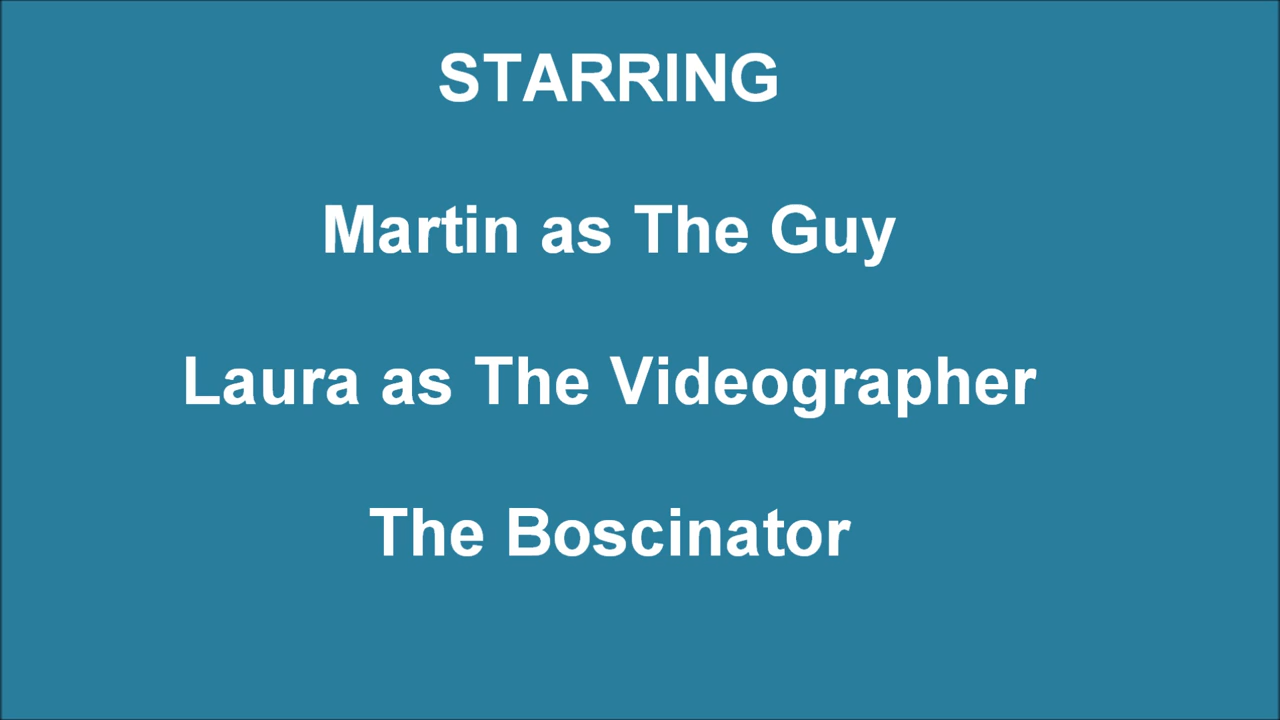 STARRING
Martin as The Guy
Laura as The Videographer
The Boscinator